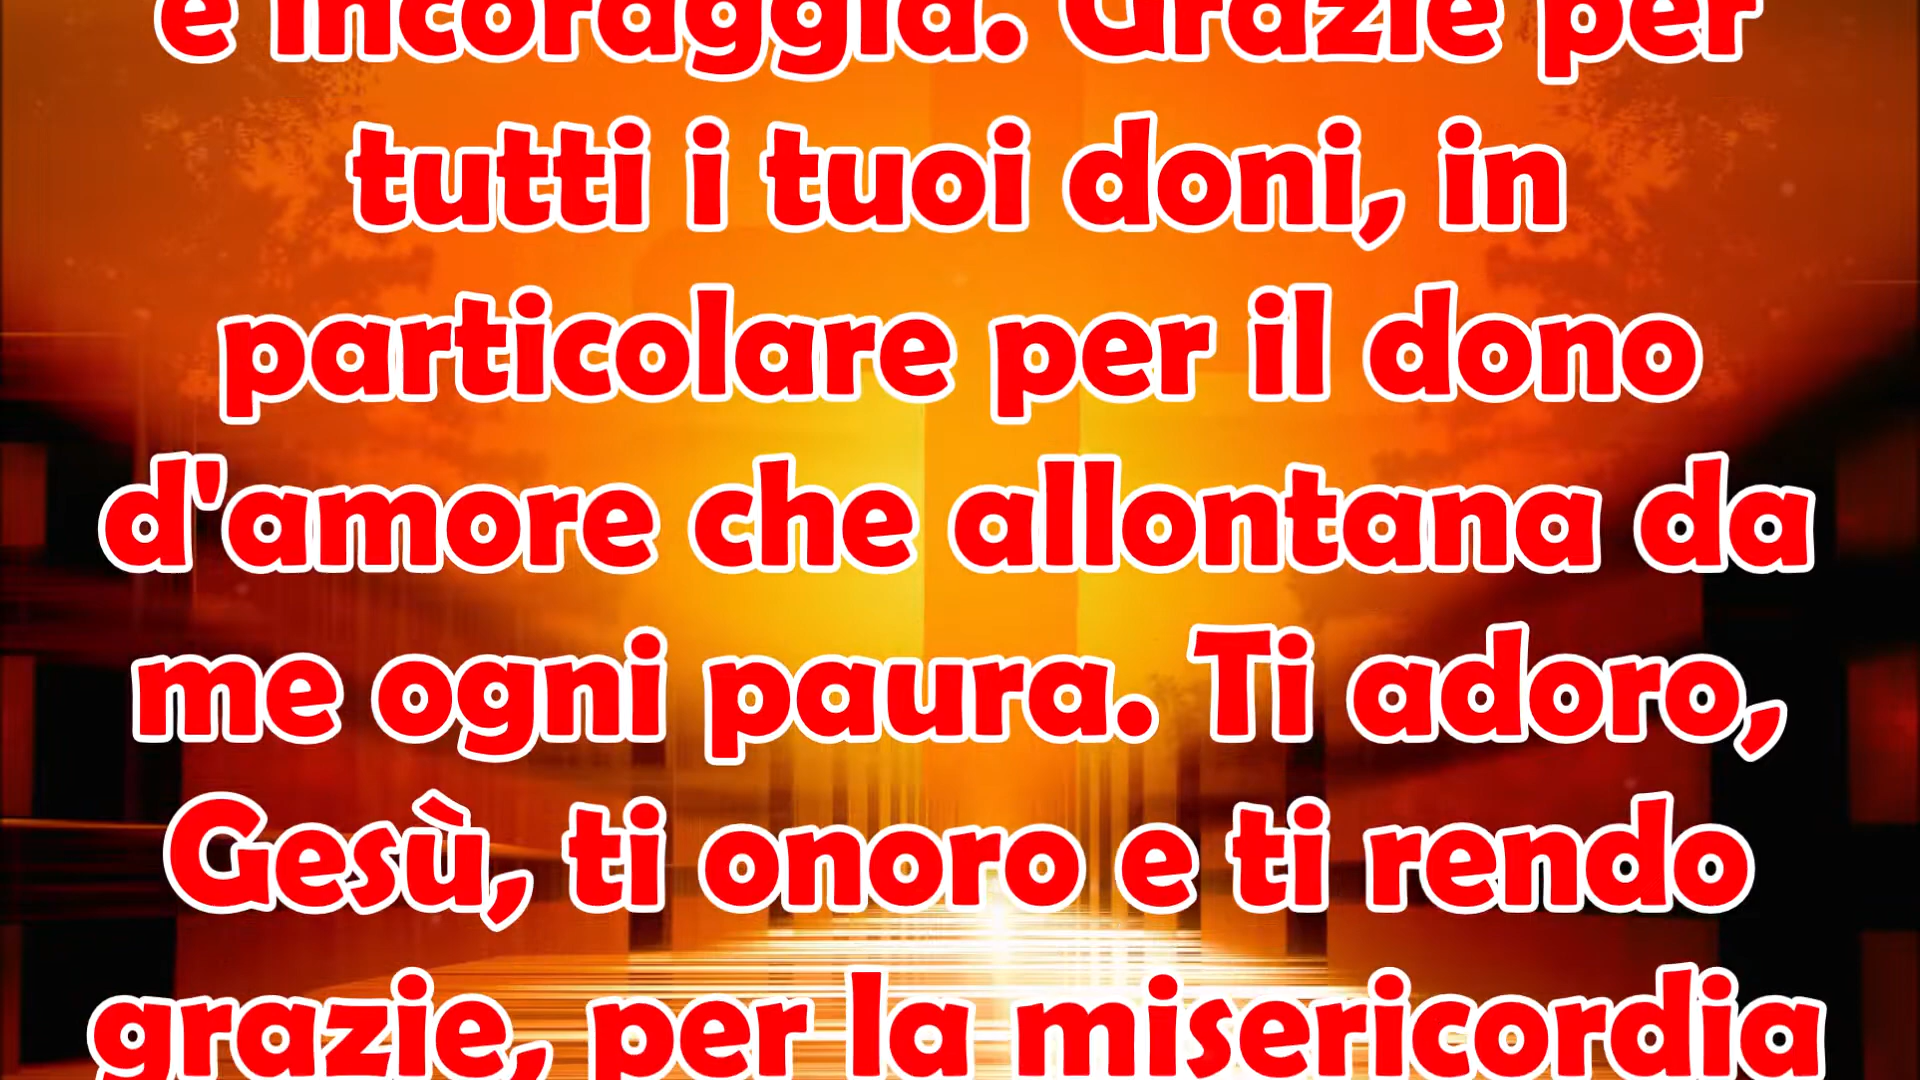 e incoraggia. Grazie per
tutti i tuoi doni, in
particolare per il dono
d'amore che allontana da
me ogni paura. Ti adoro,
Gesù, ti onoro e ti rendo
grazie, per la misericordia